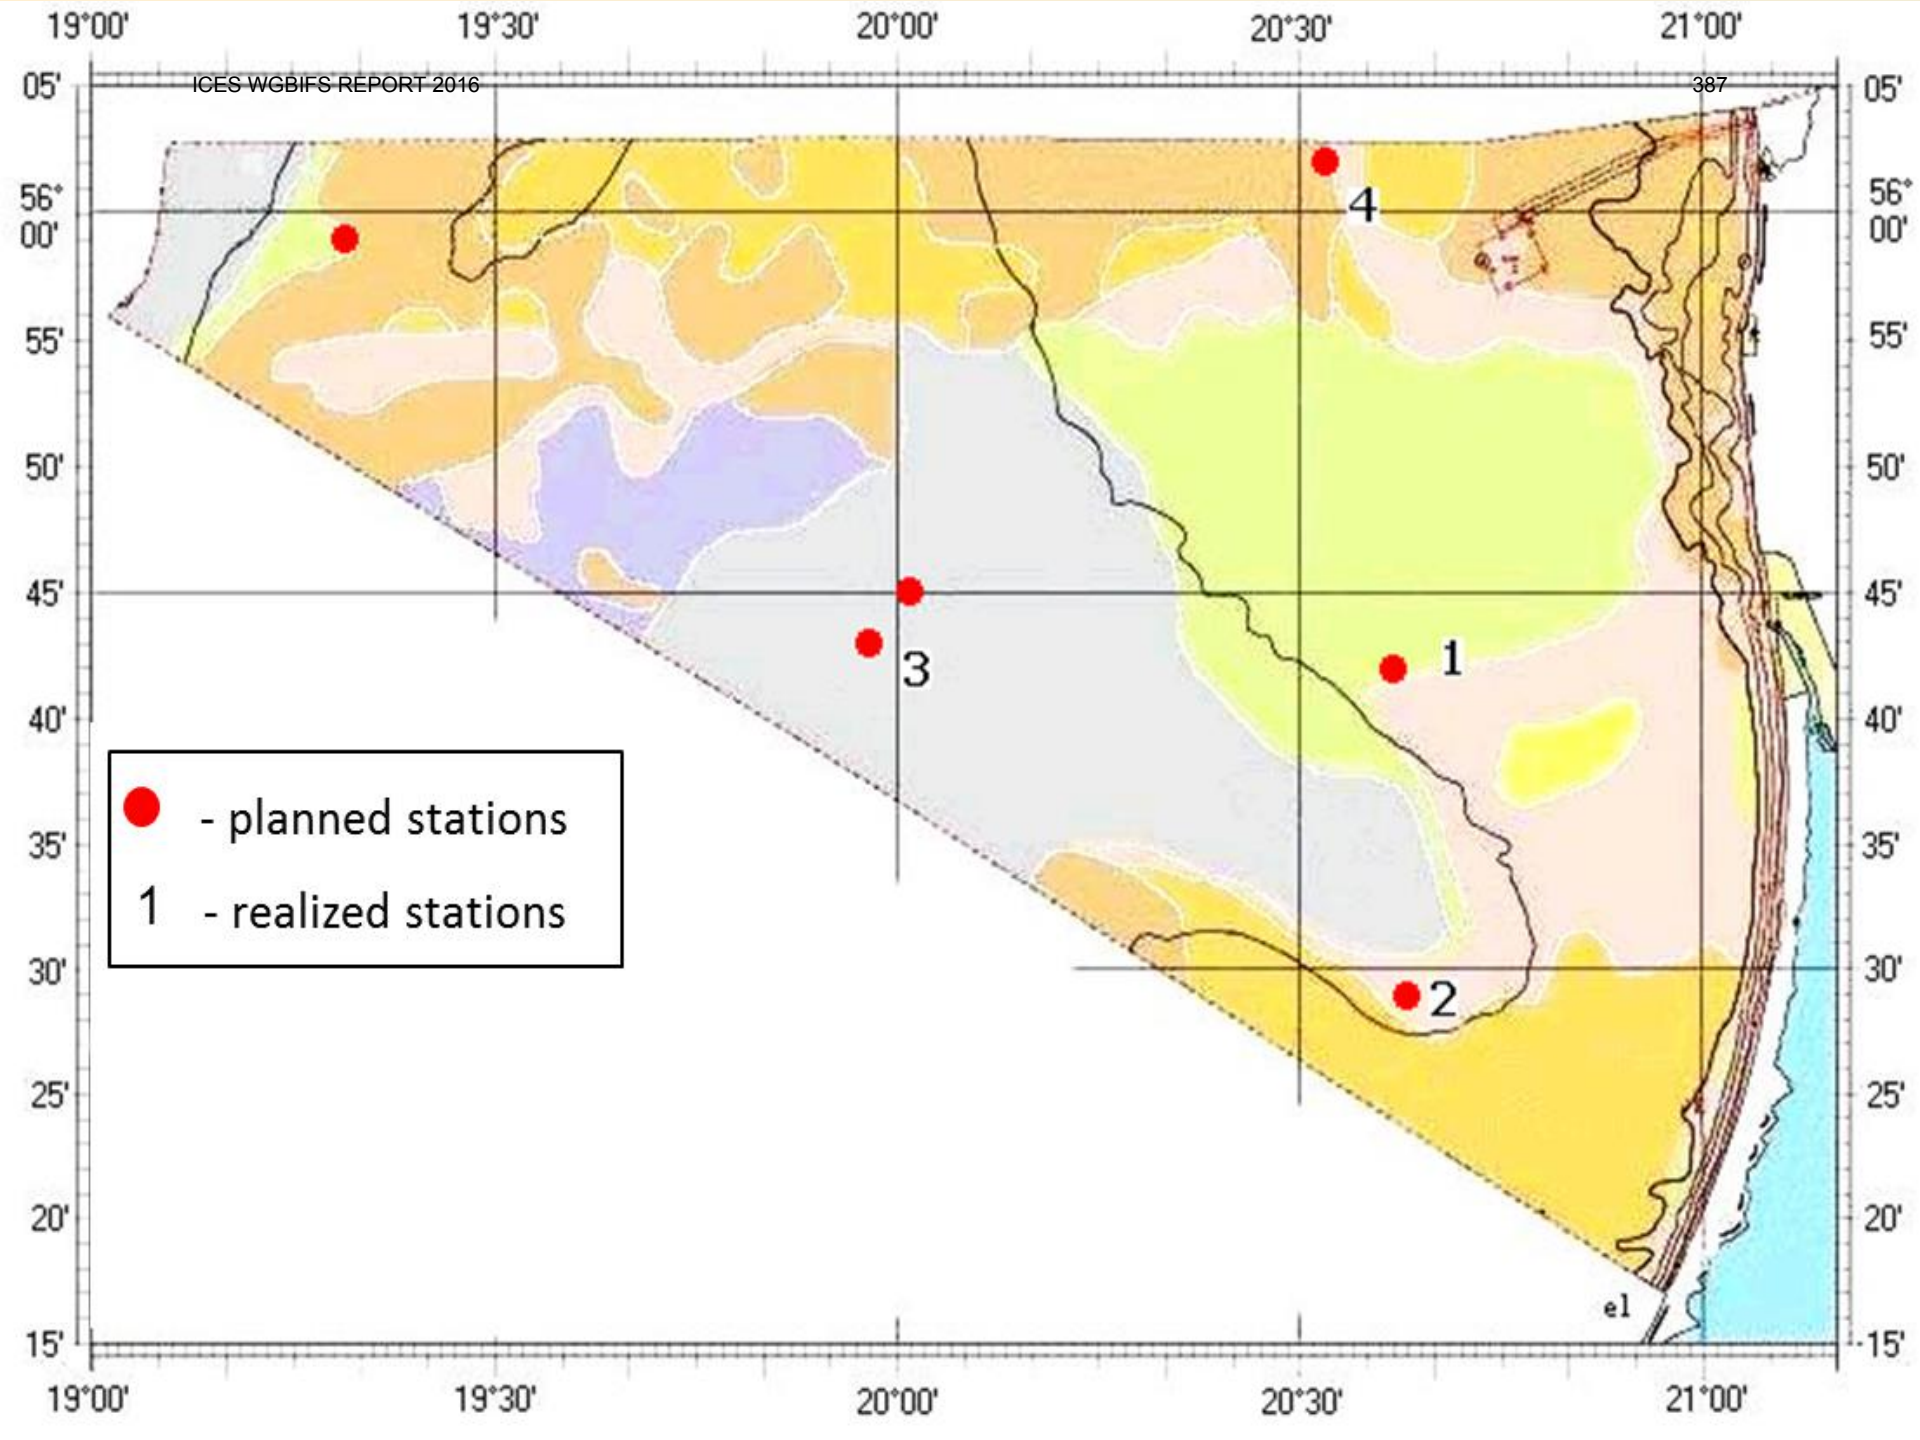 19°00' 19°30' 20°00' 20°30' 21°00'
ICES WGBIFS REPORT 2016 387
05' 05'
4
56° 56°
00' 00'
55' 55'
50' 50'
45' 45'
3 1
40' 40'
- planned stations
35' 35'
1 - realized stations
30' 30'
2
25' 25'
20' 20'
el
15' 15'
19°00' 19°30' 20°00' 20°30' 21°00'